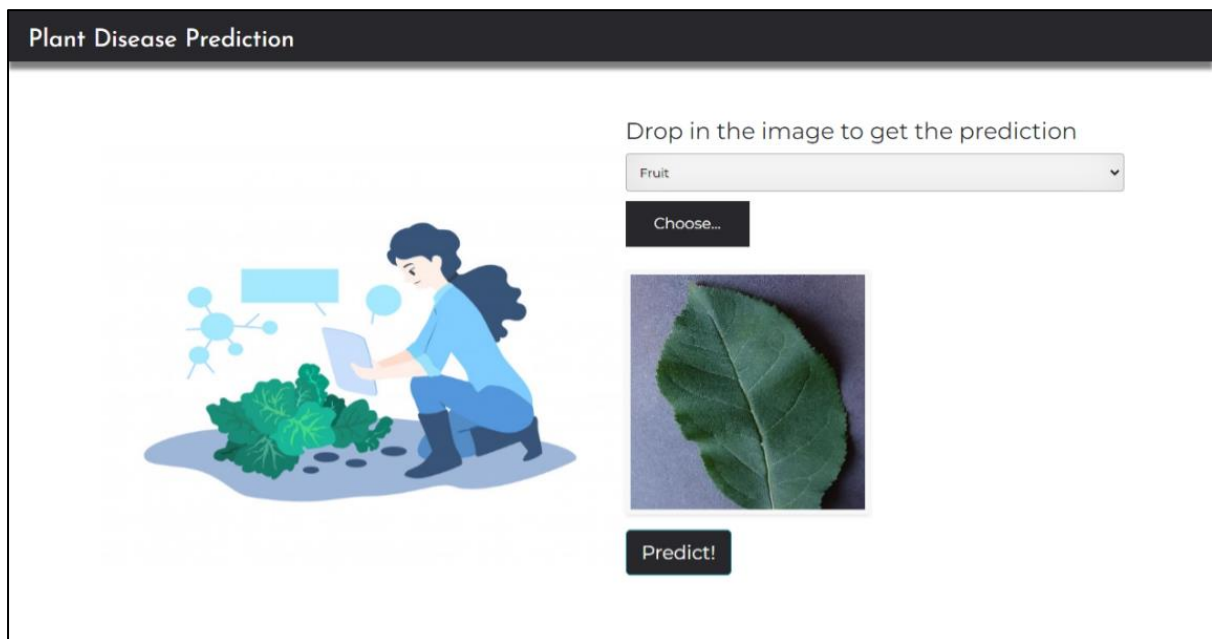 Plant Disease Prediction
Drop in the image to get the prediction
Fruit
Choose...
Predict!